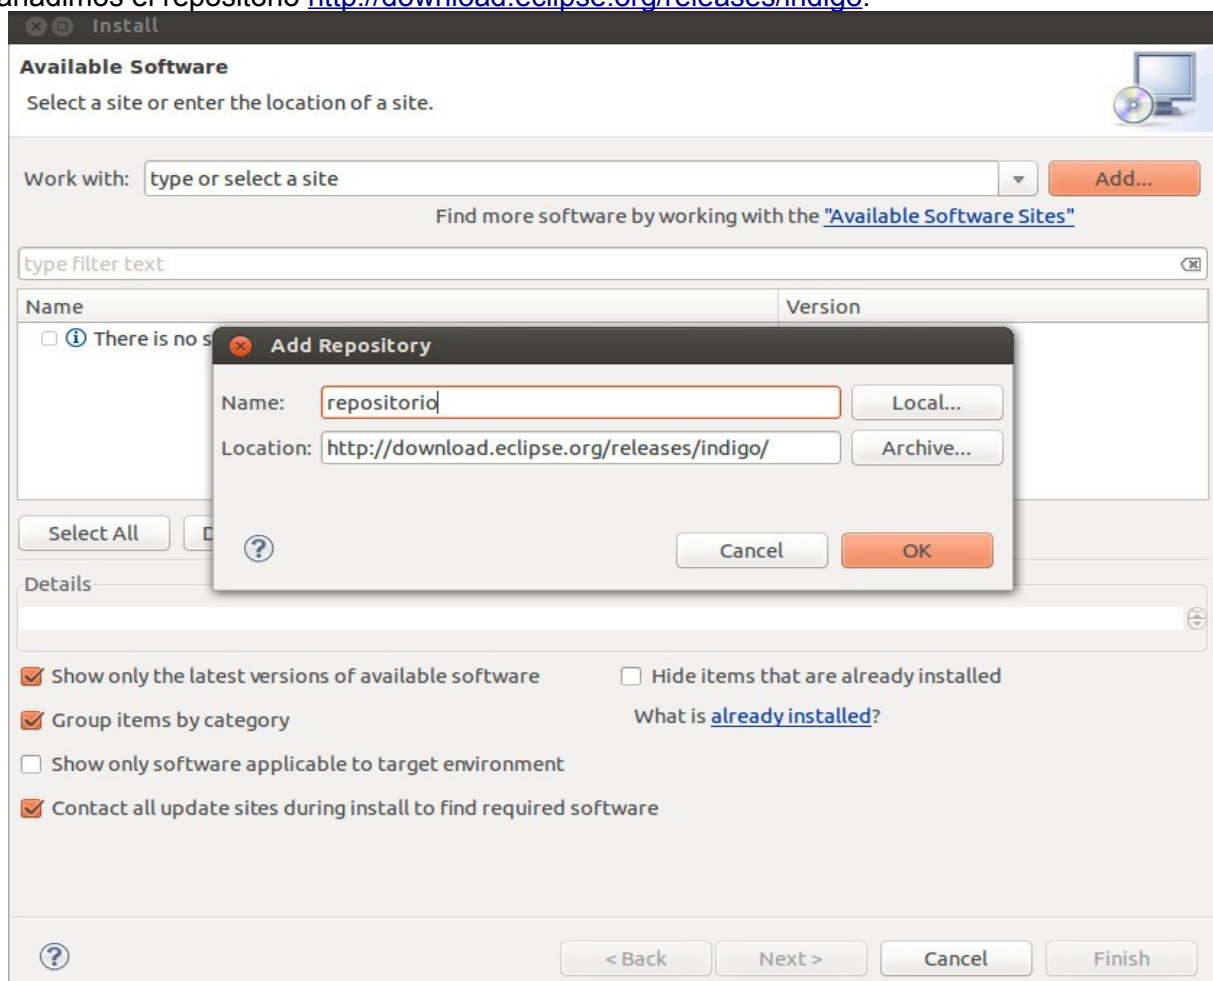 añadimos el repositorio http://download.eclipse.org/releases/indigo.
Install
Available Software
Select a site or enter the location of a site.
Work with: type or select a site Add...
Find more software by working with the "Available Software Sites"
type filter text
Name Version
There is no s
Add Repository
Name: repositorio Local...
Location: http://download.eclipse.org/releases/indigo/ Archive...
Select All D
Cancel OK
Details
Show only the latest versions of available software Hide items that are already installed
Group items by category What is already installed?
Show only software applicable to target environment
Contact all update sites during install to find required software
< Back Next > Cancel Finish